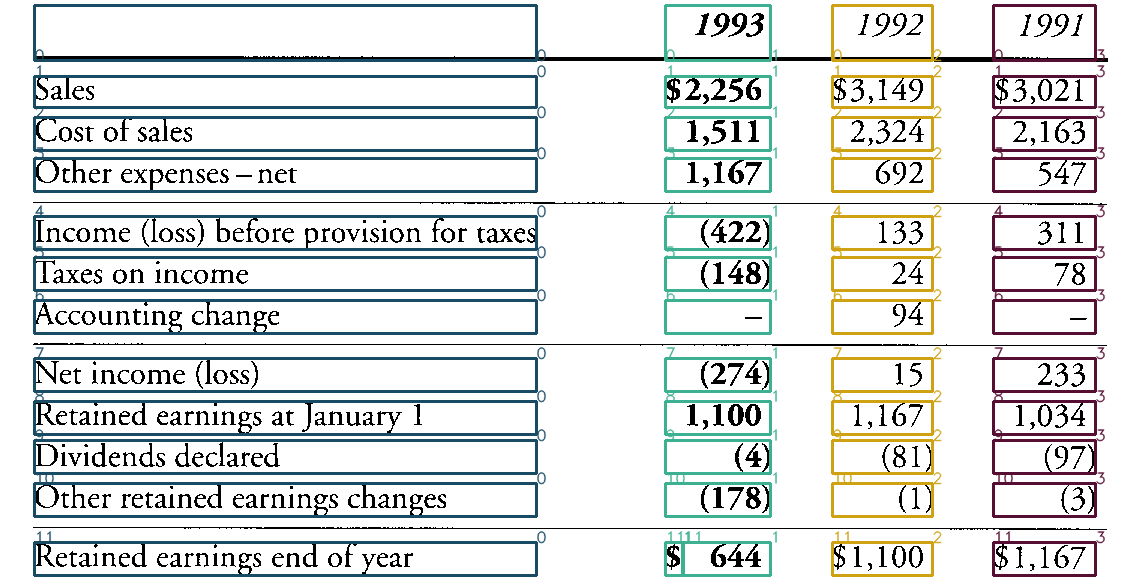 1993 1992 1991
Sales $2,256 $3,149 $3,021
Cost of sales 1,511 2,324 2,163
Other expenses – net 1,167 692 547
Income (loss) before provision for taxes (422) 133 311
Taxes on income (148) 24 78
Accounting change – 94 –
Net income (loss) (274) 15 233
Retained earnings at January 1 1,100 1,167 1,034
Dividends declared (4) (81) (97)
Other retained earnings changes (178) (1) (3)
Retained earnings end of year $ 644 $1,100 $1,167